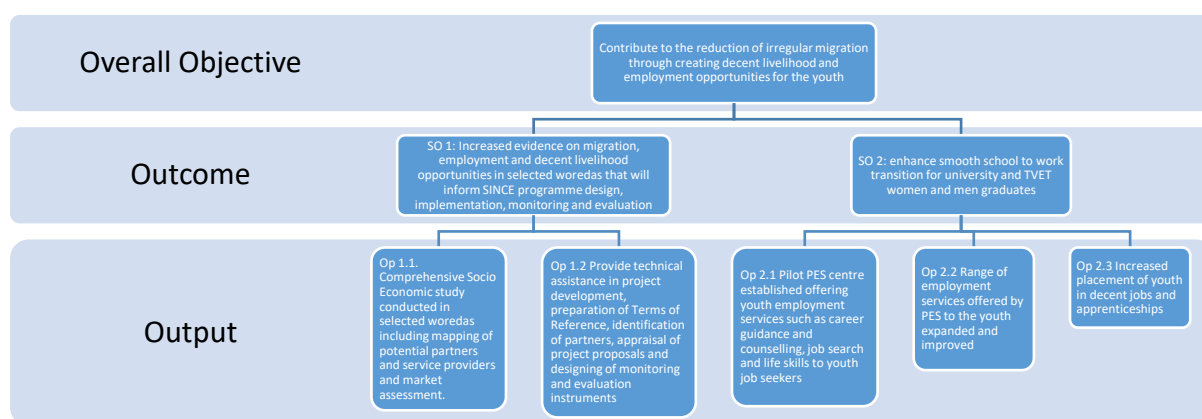 Overall Objective
Contribute to the reduction of irregular migration
through creating decent livelihood and
employment opportunities for the youth
Outcome
SO 1: Increased evidence on migration,
employment and decent livelihood
opportunities in selected woredas that will
inform SINCE programme design,
implementation, monitoring and evaluation
SO 2: enhance smooth school to work
transition for university and TVET
women and men graduates
Output
Op 1.1.
Comprehensive Socio
Economic study
conducted in
selected woredas
including mapping of
potential partners
and service providers
and market
assessment.
Op 1.2 Provide technical
assistance in project
development,
preparation of Terms of
Reference, identification
of partners, appraisal of
project proposals and
designing of monitoring
and evaluation
instruments
Op 2.1 Pilot PES centre
established offering
youth employment
services such as career
guidance and
counselling, job search
and life skills to youth
job seekers
Op 2.2 Range of
employment
services offered by
PES to the youth
expanded and
improved
Op 2.3 Increased
placement of youth
in decent jobs and
apprenticeships